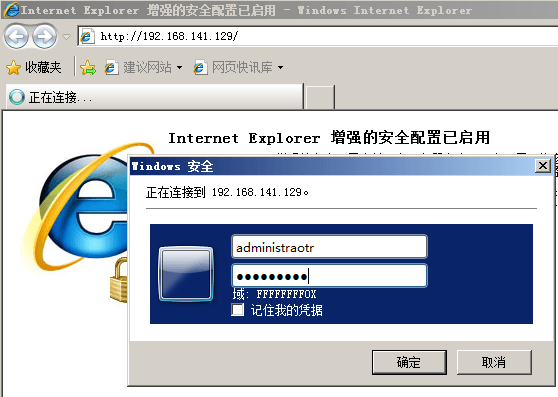 Internet Explorer 增强的安全配置已启用 - Windows Internet Explorer
http://192.168.141.129/
收藏夹
建议网站
网页快讯库
正在连接...
Internet Explorer 增强的安全配置已启用
Windows 安全
正在连接到 192.168.141.129。
administraotr
●●●●●●●●●
域: FFFFFFFF0X
记住我的凭据
确定
取消